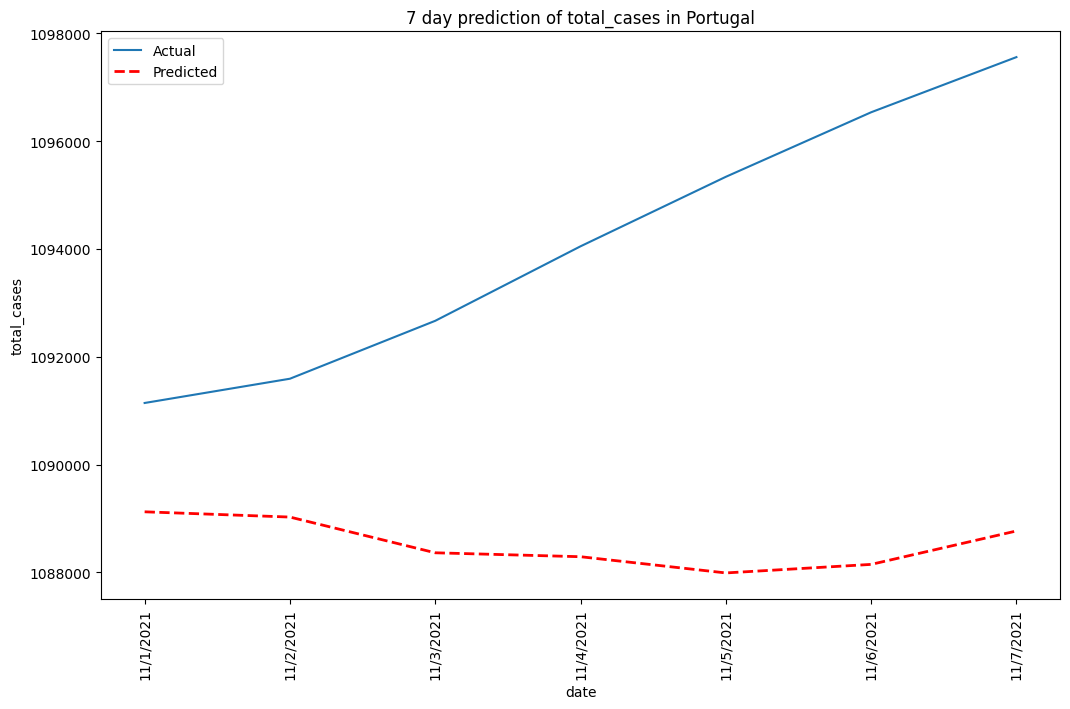 7 day prediction of total_cases in Portugal
Actual
Predicted
1098000
1096000
1094000
1092000
1090000
1088000
total_cases
11/1/2021
11/2/2021
11/3/2021
11/4/2021
11/5/2021
11/6/2021
11/7/2021
date